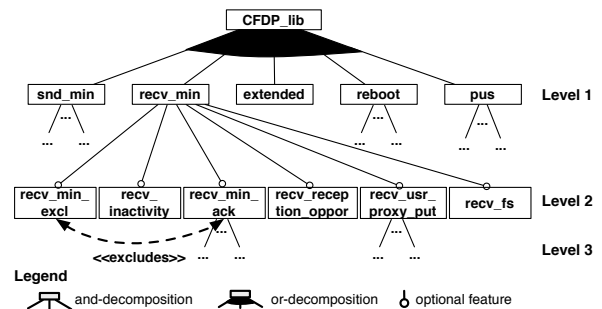 CFDP_lib
snd_min recv_min extended reboot pus Level 1
... ... ...
... ... ... ... ... ...
recv_min_ recv_ recv_min_ recv_recep recv_usr_ recv_fs Level 2
excl inactivity ack tion_oppor proxy_put
... ...
<<excludes>> ... ... ... ... Level 3
Legend
and-decomposition or-decomposition optional feature